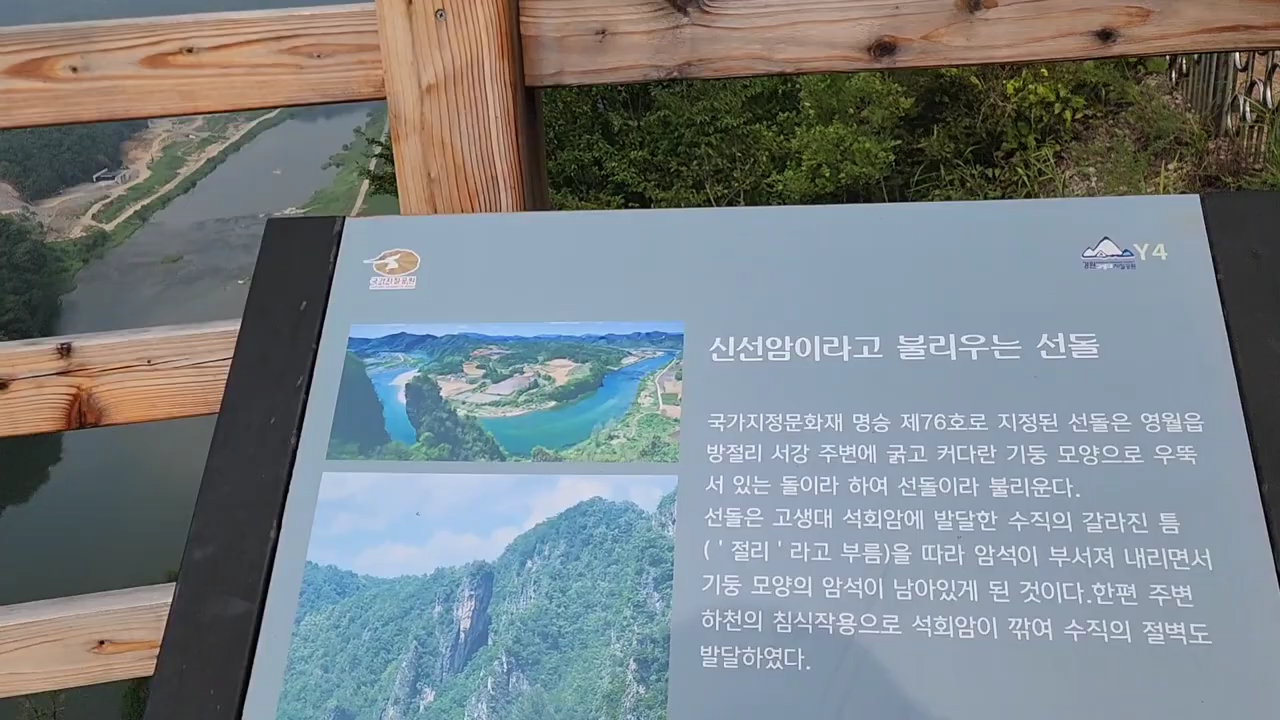 국가지질공원
Y4
신선암이라고 불리우는 선돌
국가지정문화재 명승 제76호로 지정된 선돌은 영월읍
방절리 서강 주변에 굵고 커다란 기둥 모양으로 우뚝
서 있는 돌이라 하여 선돌이라 불리운다.
선돌은 고생대 석회암에 발달한 수직의 갈라진 틈
( ' 절리 ' 라고 부름)을 따라 암석이 부서져 내리면서
기둥 모양의 암석이 남아있게 된 것이다.한편 주변
하천의 침식작용으로 석회암이 깎여 수직의 절벽도
발달하였다.